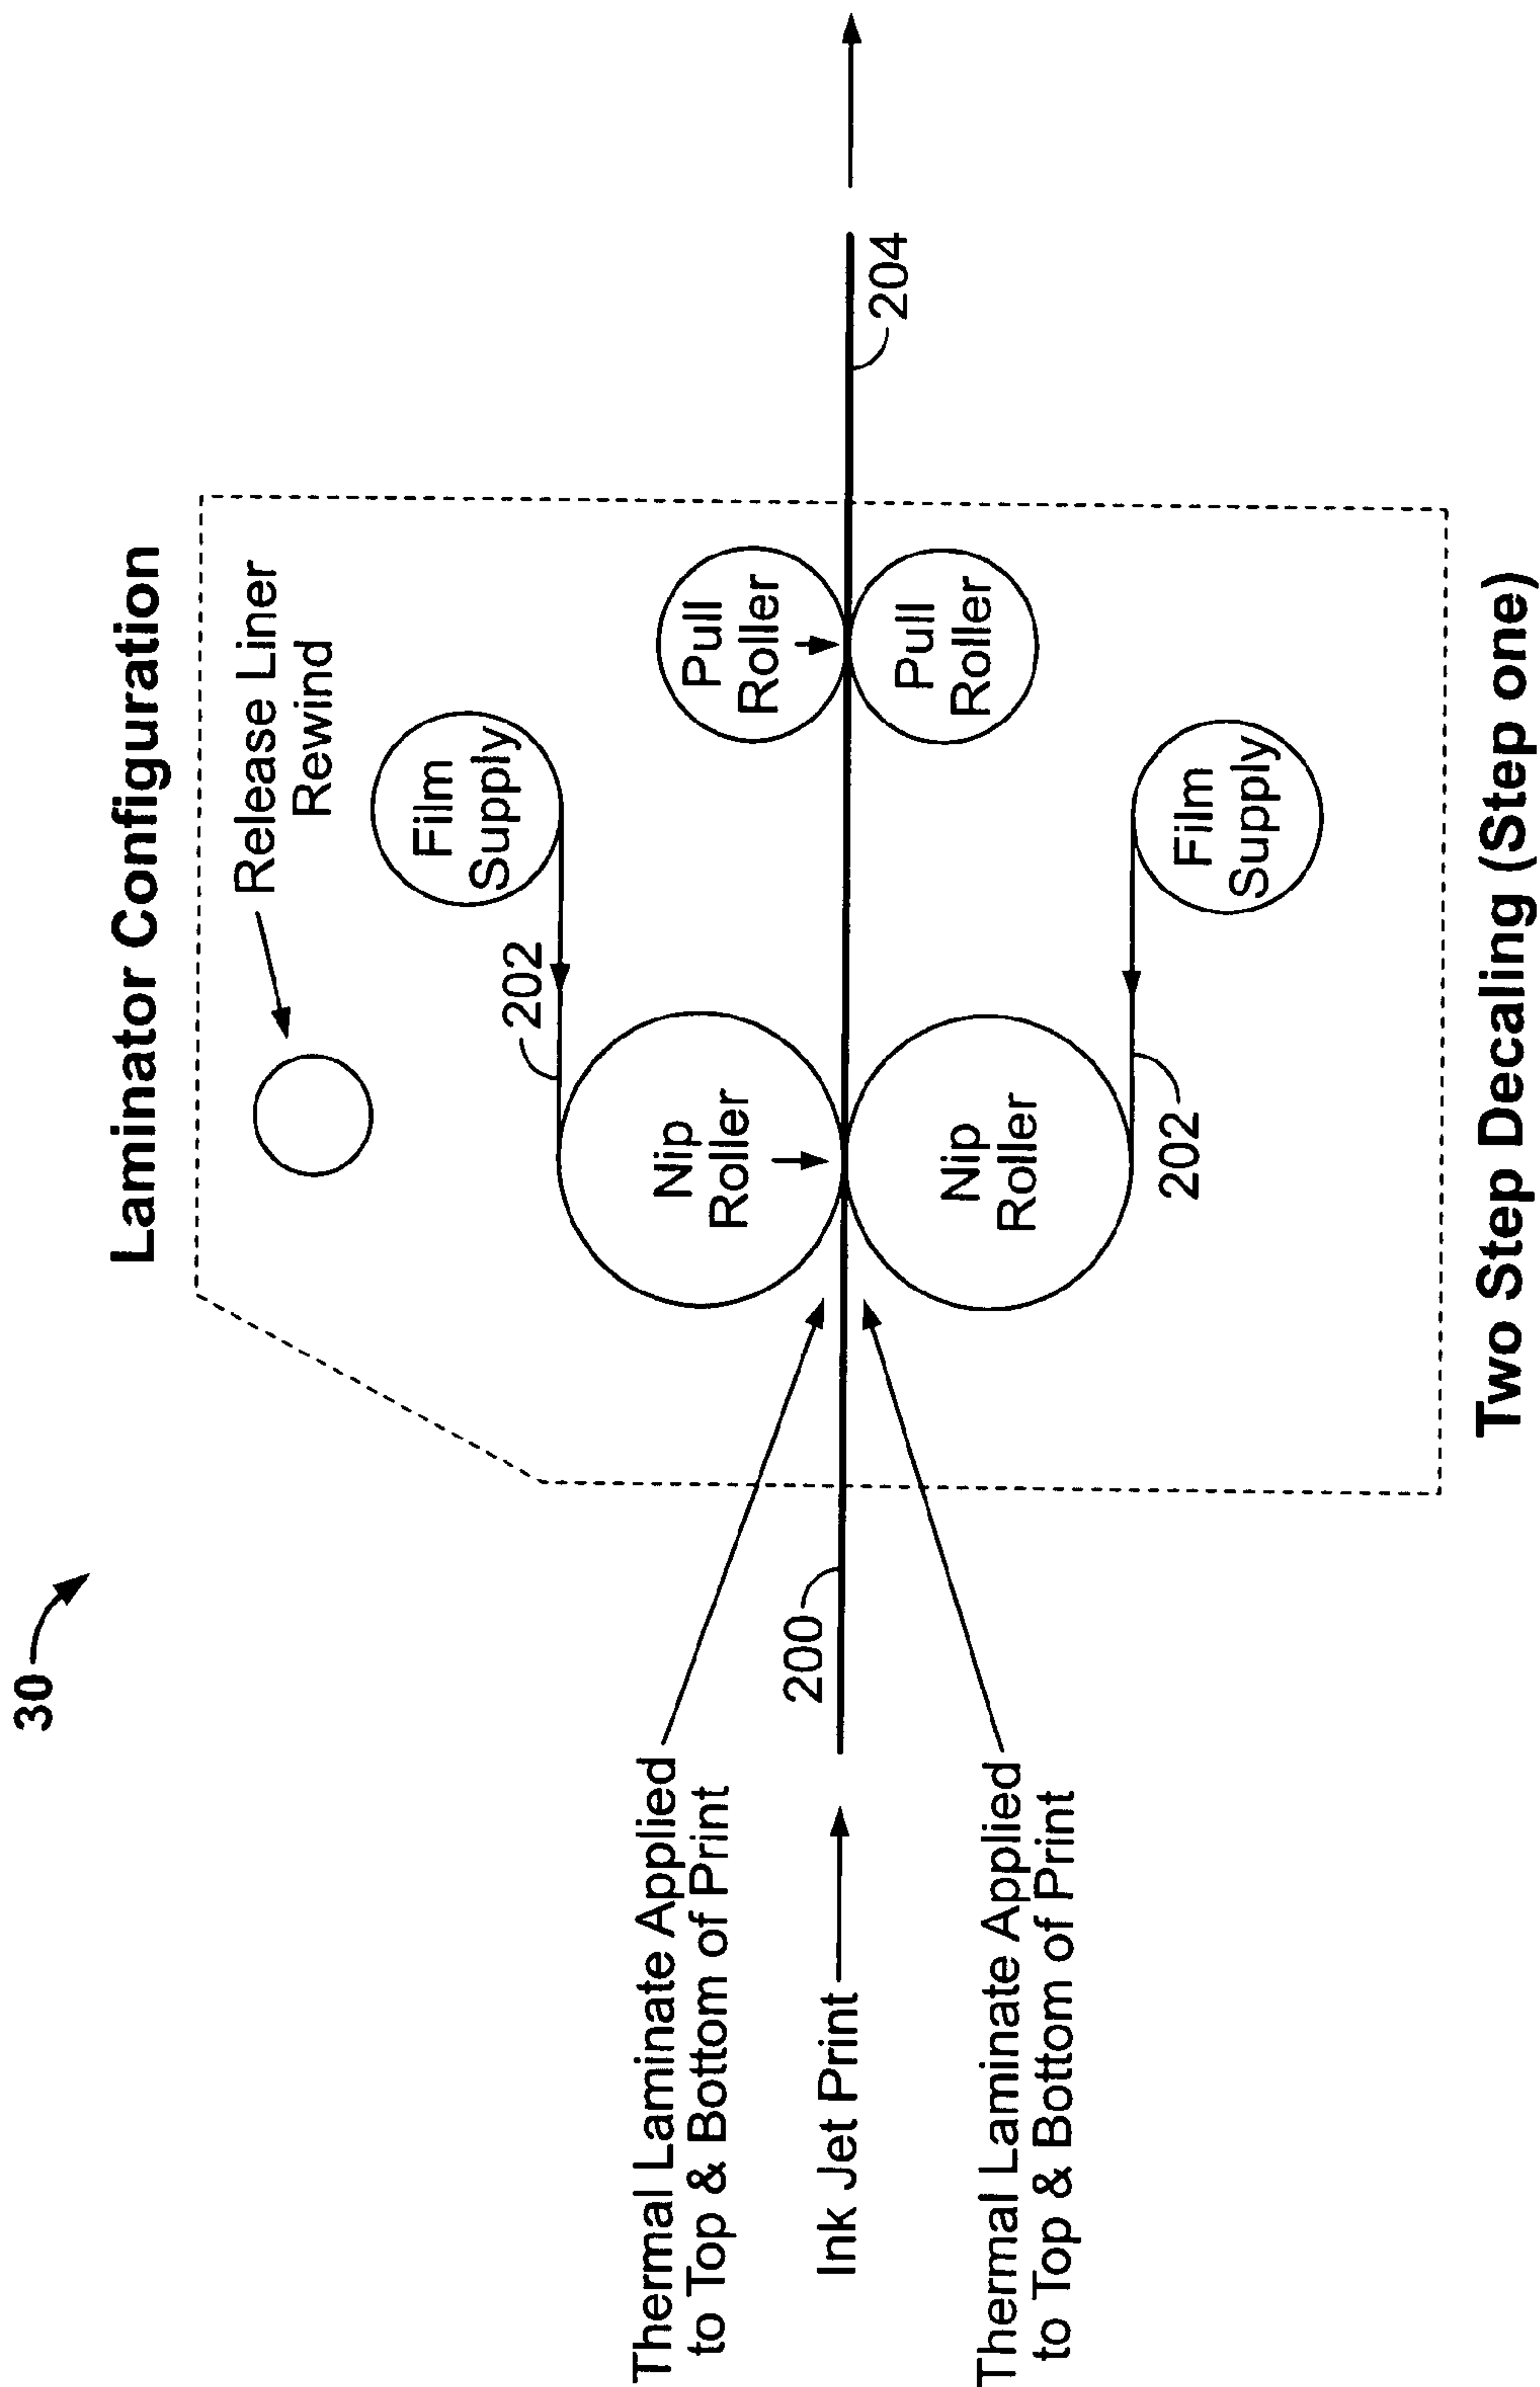 30
Laminator Configuration
Release Liner
Rewind
Film
Supply
202
Nip
Roller
Pull
Roller
Thermal Laminate Applied
to Top & Bottom of Print
200
Ink Jet Print
204
Thermal Laminate Applied
to Top & Bottom of Print
Nip
Roller
Pull
Roller
202
Film
Supply
Two Step Decaling (Step one)